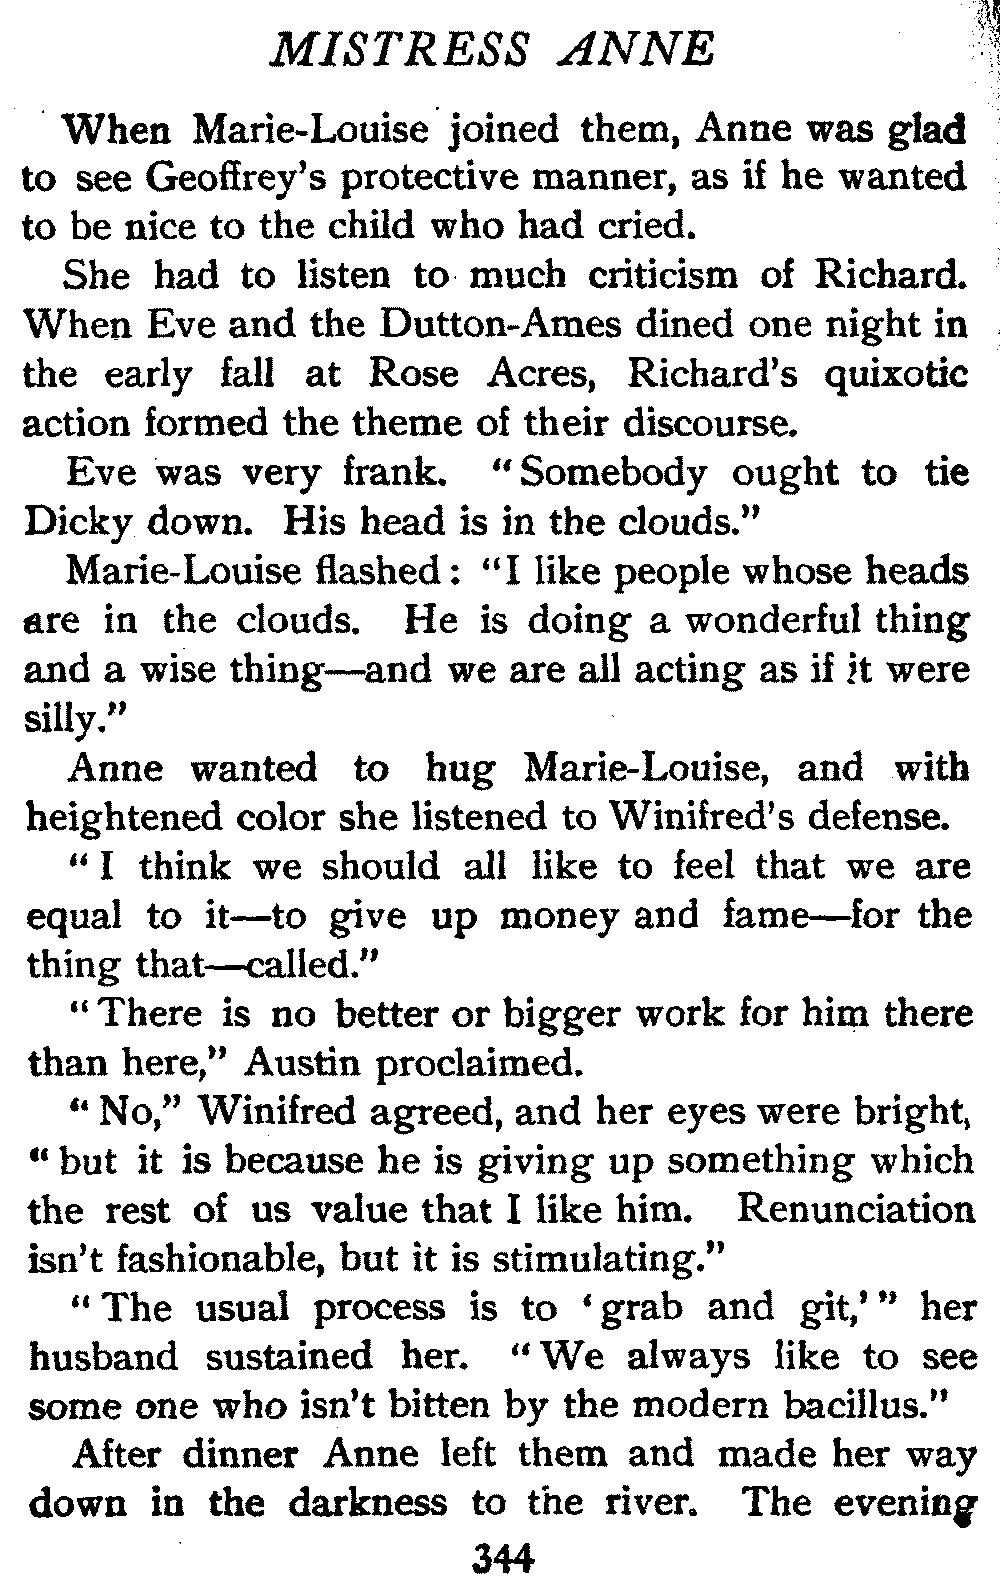 MISTRESS ANNE
When Marie-Louise joined them, Anne was glad
to see Geoffrey's protective manner, as if he wanted
to be nice to the child who had cried.
She had to listen to much criticism of Richard.
When Eve and the Dutton-Ames dined one night in
the early fall at Rose Acres, Richard's quixotic
action formed the theme of their discourse.
Eve was very frank. "Somebody ought to tie
Dicky down. His head is in the clouds."
Marie-Louise flashed: "I like people whose heads
are in the clouds. He is doing a wonderful thing
and a wise thing—and we are all acting as if it were
silly."
Anne wanted to hug Marie-Louise, and with
heightened color she listened to Winifred's defense.
"I think we should all like to feel that we are
equal to it—to give up money and fame—for the
thing that—called."
"There is no better or bigger work for him there
than here," Austin proclaimed.
"No," Winifred agreed, and her eyes were bright,
"but it is because he is giving up something which
the rest of us value that I like him. Renunciation
isn't fashionable, but it is stimulating."
"The usual process is to 'grab and git,'" her
husband sustained her. "We always like to see
some one who isn't bitten by the modern bacillus."
After dinner Anne left them and made her way
down in the darkness to the river. The evening
344